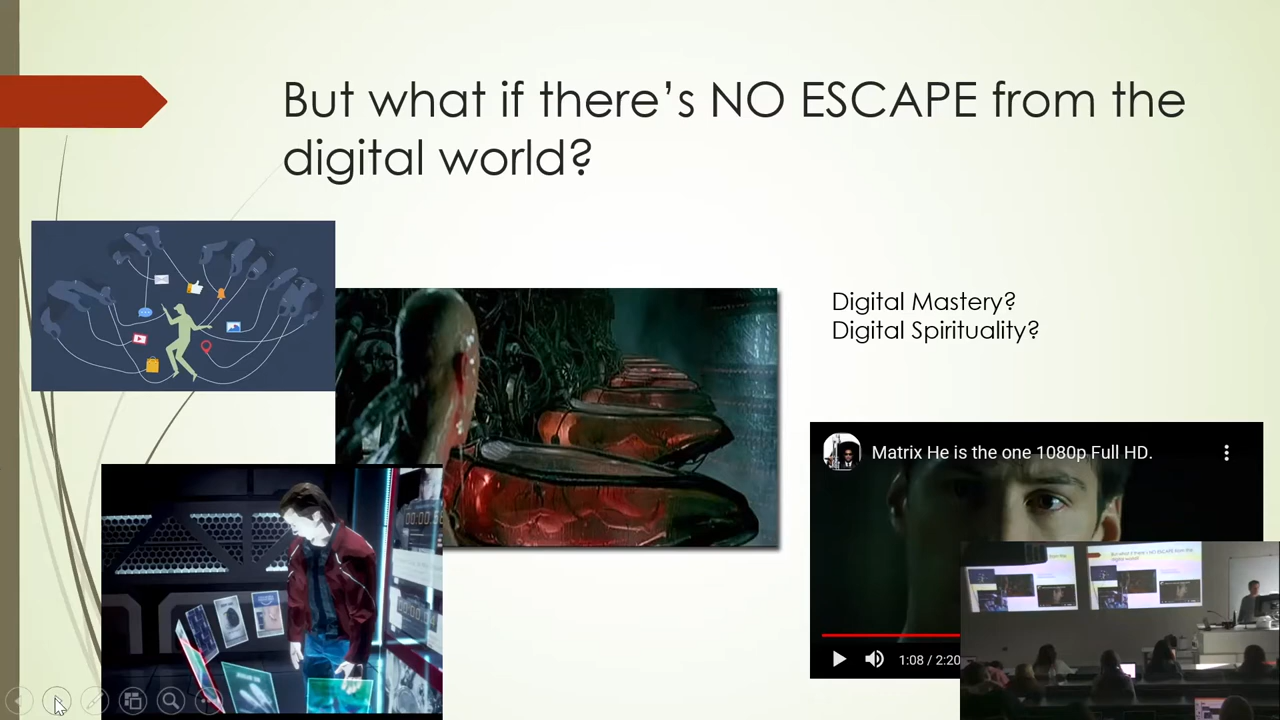 But what if there's NO ESCAPE from the
digital world?
Digital Mastery?
Digital Spirituality?
Matrix He is the one 1080p Full HD.
1:08 / 2:20